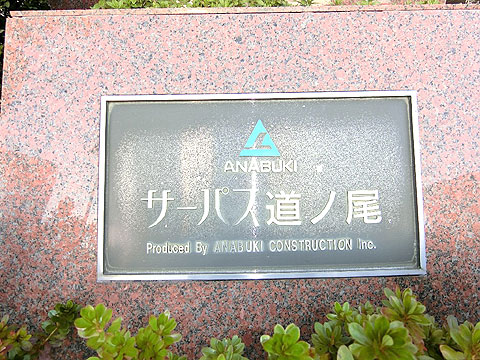 ANABUKI
サーパス道ノ尾
Produced By ANABUKI CONSTRUCTION Inc.